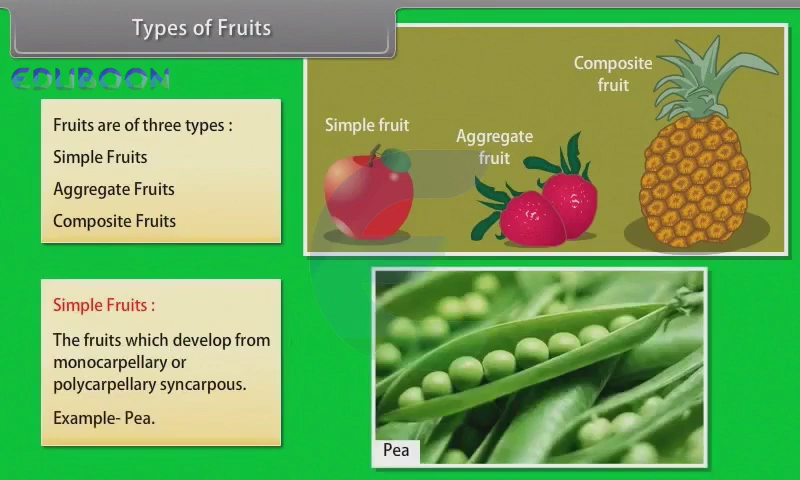 Types of Fruits
EDUBOON
Fruits are of three types :
Simple Fruits
Aggregate Fruits
Composite Fruits
Simple fruit
Aggregate
fruit
Composite
fruit
Simple Fruits :
The fruits which develop from
monocarpellary or
polycarpellary syncarpous.
Example- Pea.
Pea